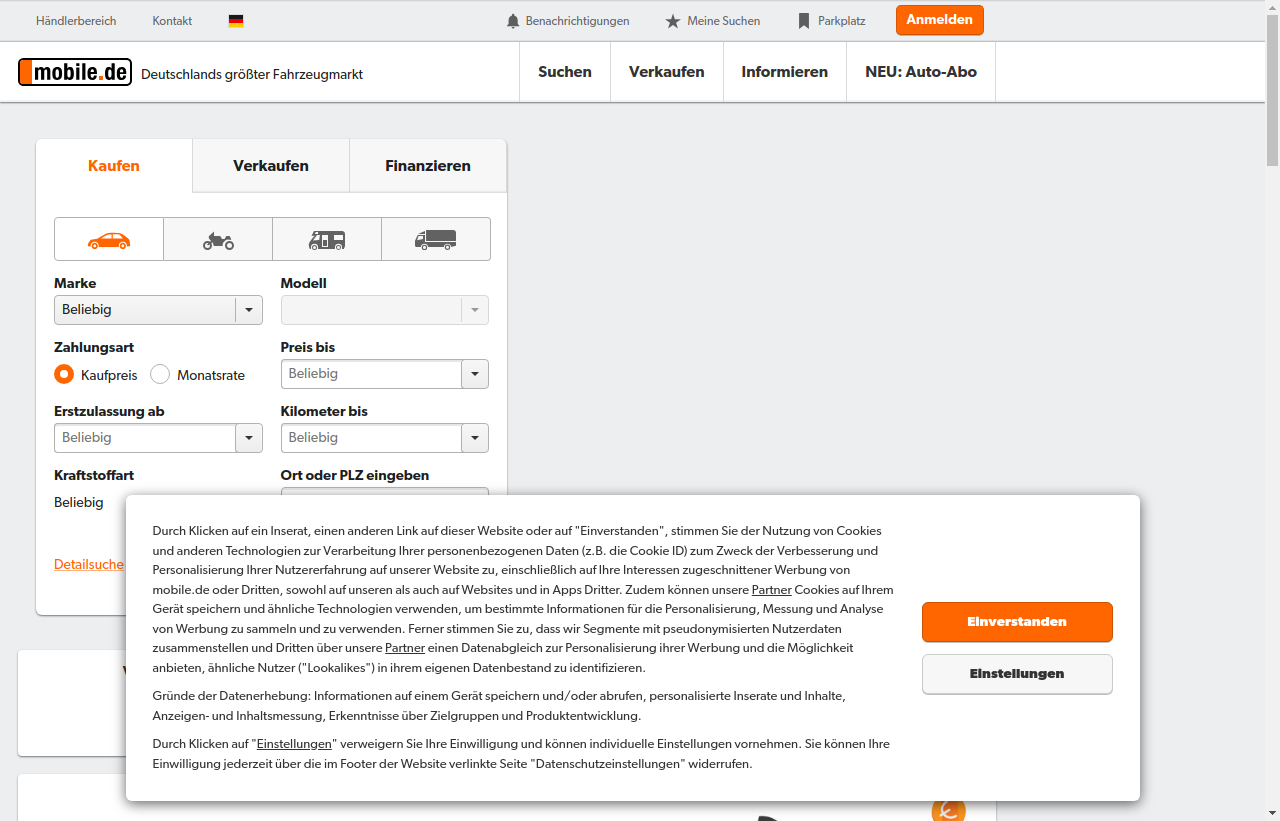 Händlerbereich Kontakt Benachrichtigungen Meine Suchen Parkplatz Anmelden
mobile.de Deutschlands größter Fahrzeugmarkt Suchen Verkaufen Informieren NEU: Auto-Abo
Kaufen Verkaufen Finanzieren
Marke Modell
Beliebig
Zahlungsart Preis bis
Kaufpreis Monatsrate Beliebig
Erstzulassung ab Kilometer bis
Beliebig Beliebig
Kraftstoffart Ort oder PLZ eingeben
Beliebig
Detailsuche
Durch Klicken auf ein Inserat, einen anderen Link auf dieser Website oder auf "Einverstanden", stimmen Sie der Nutzung von Cookies
und anderen Technologien zur Verarbeitung Ihrer personenbezogenen Daten (z.B. die Cookie ID) zum Zweck der Verbesserung und
Personalisierung Ihrer Nutzererfahrung auf unserer Website zu, einschließlich auf Ihre Interessen zugeschnittener Werbung von
mobile.de oder Dritten, sowohl auf unseren als auch auf Websites und in Apps Dritter. Zudem können unsere Partner Cookies auf Ihrem
Gerät speichern und ähnliche Technologien verwenden, um bestimmte Informationen für die Personalisierung, Messung und Analyse
von Werbung zu sammeln und zu verwenden. Ferner stimmen Sie zu, dass wir Segmente mit pseudonymisierten Nutzerdaten
zusammenstellen und Dritten über unsere Partner einen Datenabgleich zur Personalisierung ihrer Werbung und die Möglichkeit
anbieten, ähnliche Nutzer ("Lookalikes") in ihrem eigenen Datenbestand zu identifizieren.
Gründe der Datenerhebung: Informationen auf einem Gerät speichern und/oder abrufen, personalisierte Inserate und Inhalte,
Anzeigen- und Inhaltsmessung, Erkenntnisse über Zielgruppen und Produktentwicklung.
Durch Klicken auf "Einstellungen" verweigern Sie Ihre Einwilligung und können individuelle Einstellungen vornehmen. Sie können Ihre
Einwilligung jederzeit über die im Footer der Website verlinkte Seite "Datenschutzeinstellungen" widerrufen.
Einverstanden
Einstellungen